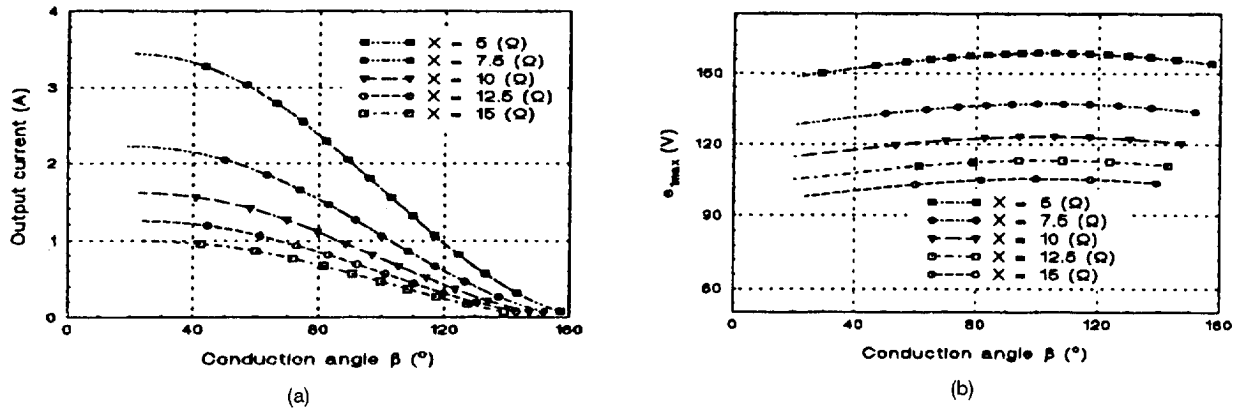 4
3
2
1
0
Output current (A)
X = 5 (Ω)
X = 7.5 (Ω)
X = 10 (Ω)
X = 12.5 (Ω)
X = 15 (Ω)
0 40 80 120 160
Conduction angle β (°)
(a)
150
120
90
60
e1max (V)
X = 5 (Ω)
X = 7.5 (Ω)
X = 10 (Ω)
X = 12.5 (Ω)
X = 15 (Ω)
0 40 80 120 160
Conduction angle β (°)
(b)